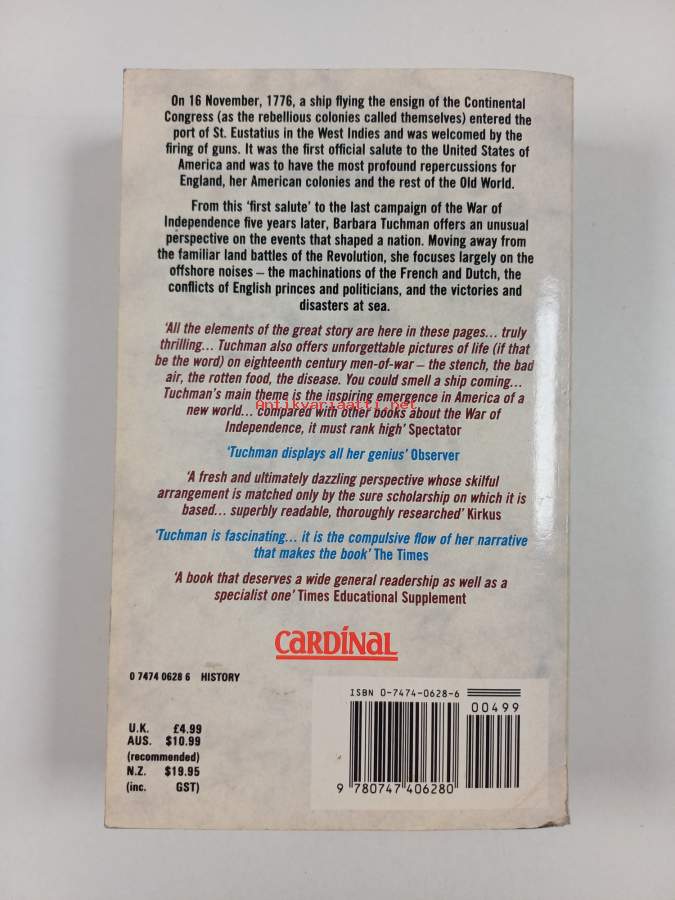 On 16 November, 1776, a ship flying the ensign of the Continental
Congress (as the rebellious colonies called themselves) entered the
port of St. Eustatius in the West Indies and was welcomed by the
firing of guns. It was the first official salute to the United States of
America and was to have the most profound repercussions for
England, her American colonies and the rest of the Old World.
From this ‘first salute’ to the last campaign of the War of
Independence five years later, Barbara Tuchman offers an unusual
perspective on the events that shaped a nation. Moving away from
the familiar land battles of the Revolution, she focuses largely on the
offshore noises – the machinations of the French and Dutch, the
conflicts of English princes and politicians, and the victories and
disasters at sea.
‘All the elements of the great story are here in these pages... truly
thrilling... Tuchman also offers unforgettable pictures of life (if that
be the word) on eighteenth century men-of-war – the stench, the bad
air, the rotten food, the disease. You could smell a ship coming...
Tuchman’s main theme is the inspiring emergence in America of a
new world... compared with other books about the War of
Antikvariaatti.net
Independence, it must rank high’ Spectator
‘Tuchman displays all her genius’ Observer
‘A fresh and ultimately dazzling perspective whose skilful
arrangement is matched only by the sure scholarship on which it is
based... superbly readable, thoroughly researched’ Kirkus
‘Tuchman is fascinating... it is the compulsive flow of her narrative
that makes the book’ The Times
‘A book that deserves a wide general readership as well as a
specialist one’ Times Educational Supplement
CARDINAL
0 7474 0628 6 HISTORY
ISBN 0-7474-0628-6
00499
U.K. £4.99
AUS. $10.99
(recommended)
N.Z. $19.95
(inc. GST)
9 780747 406280